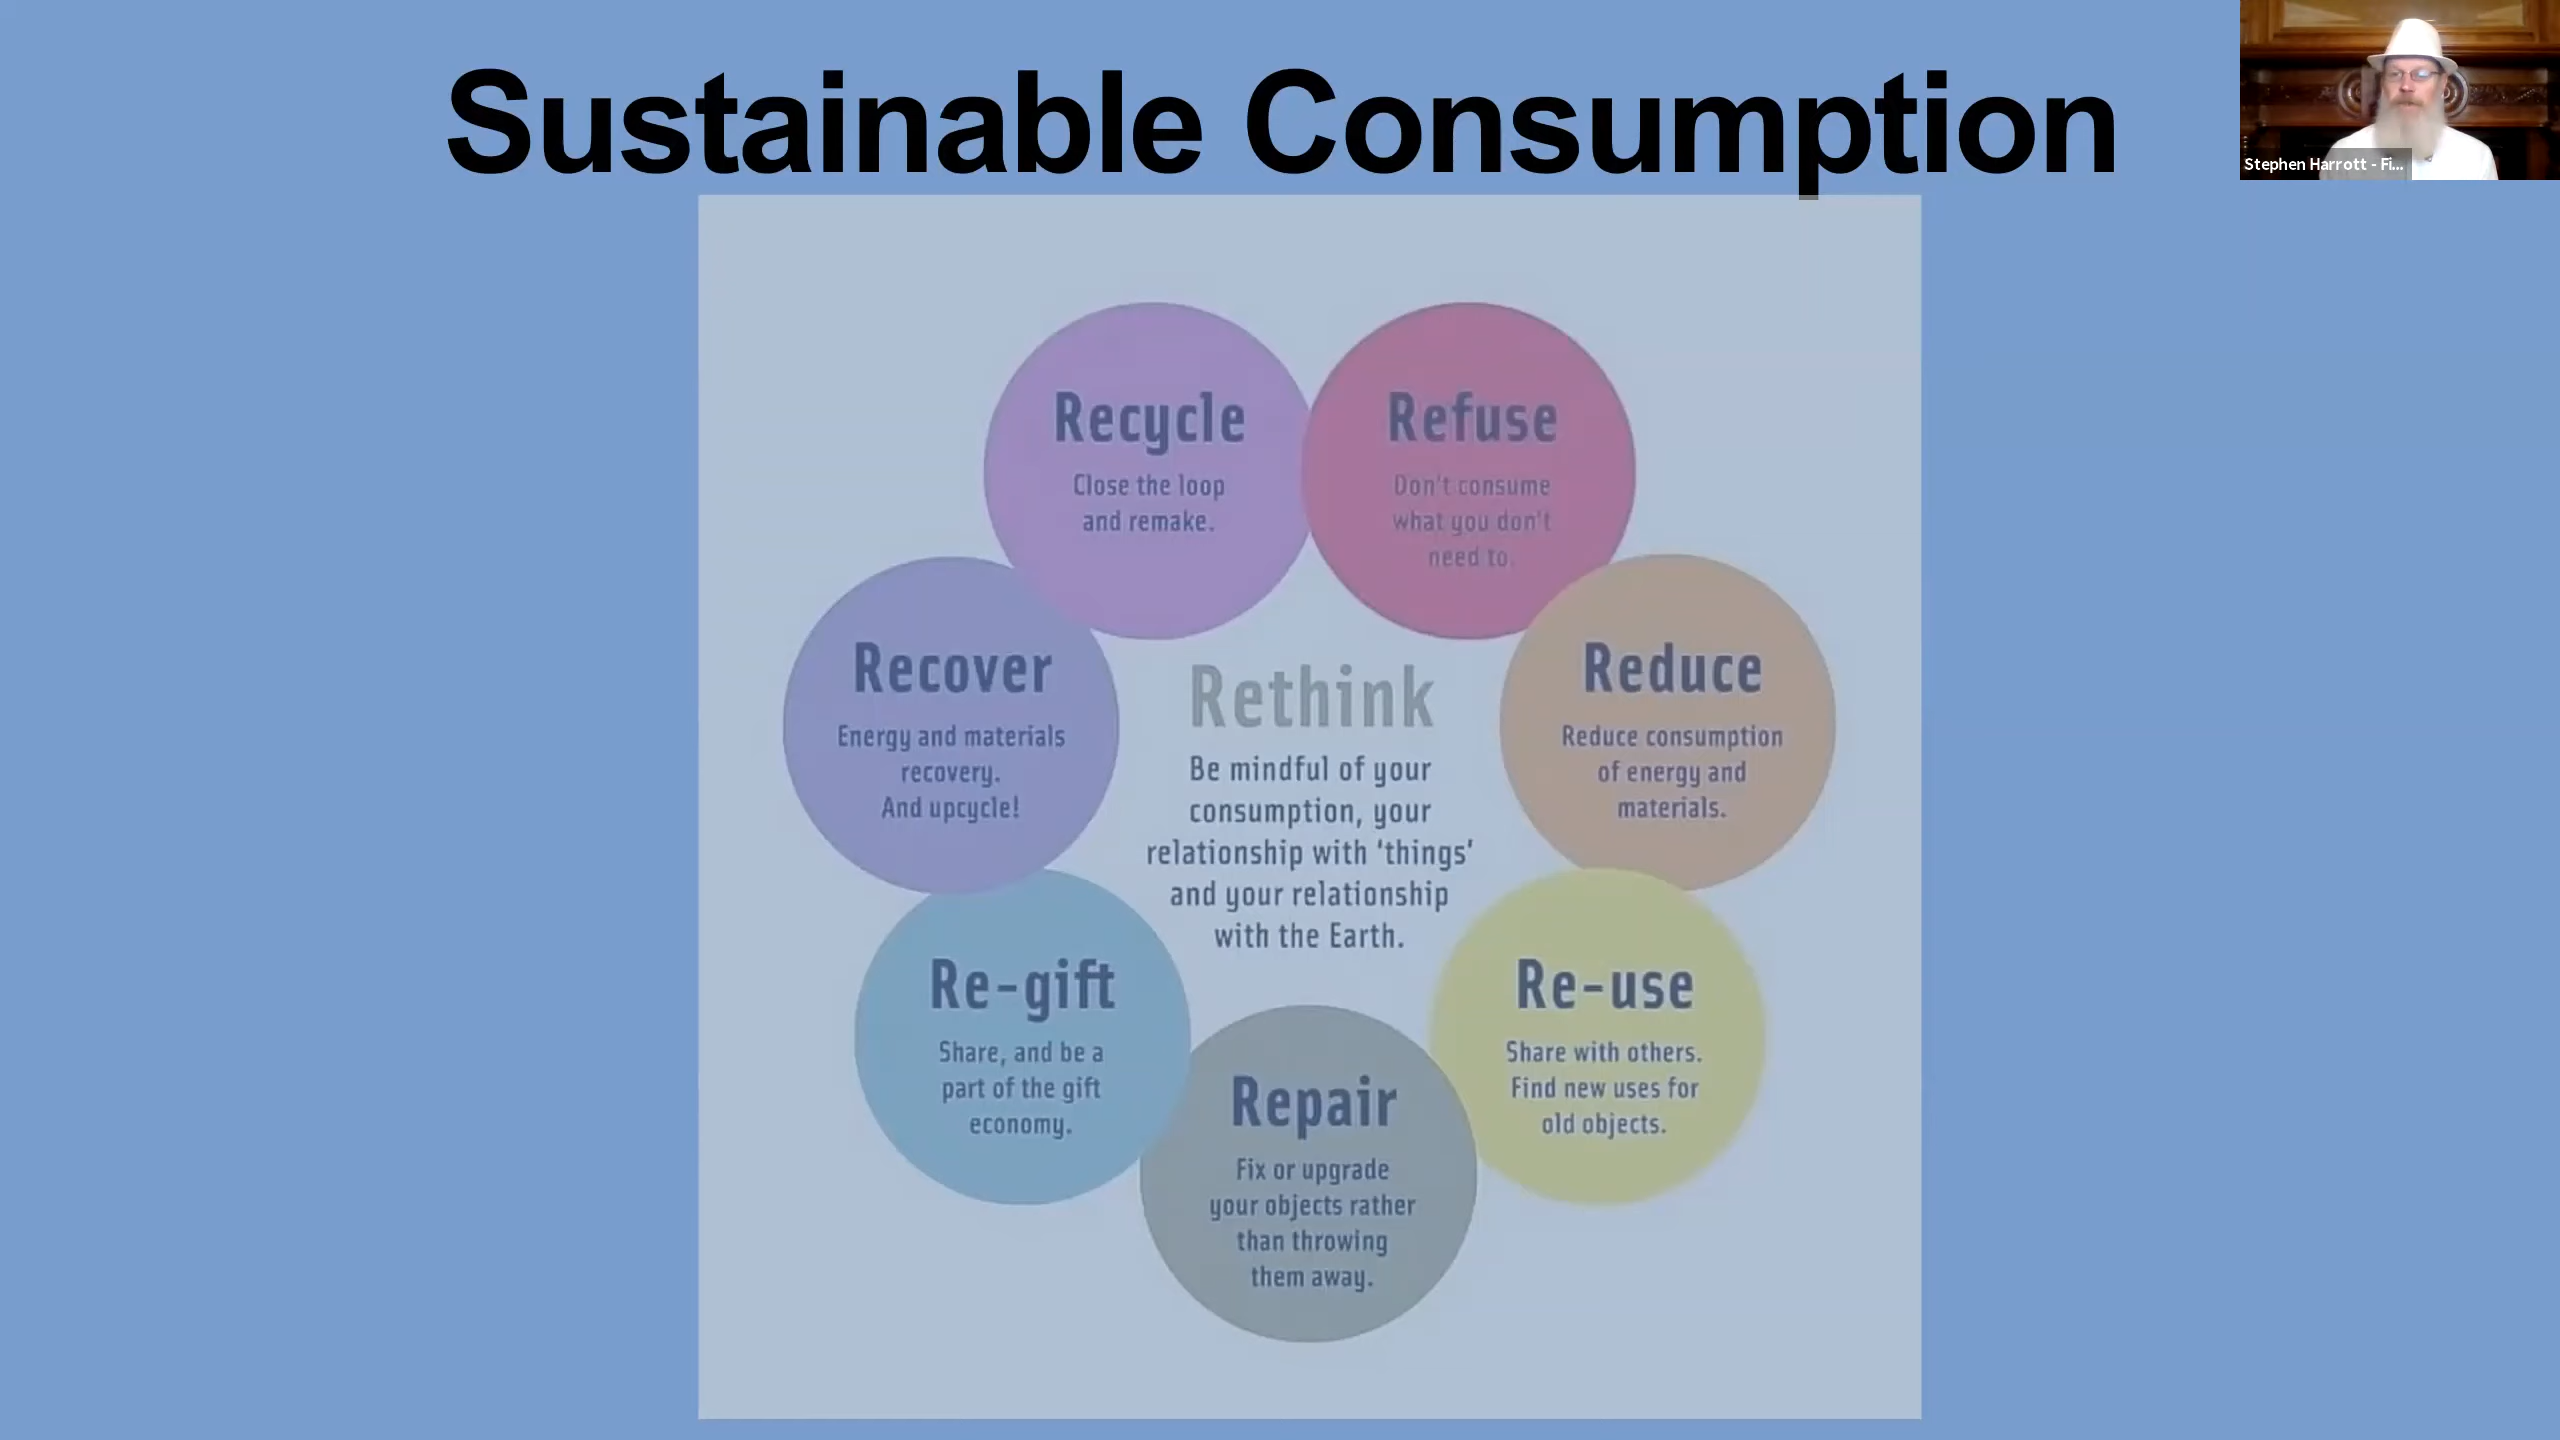 Sustainable Consumption
Stephen Harrott - Fi...
Recycle
Close the loop
and remake.
Refuse
Don't consume
what you don't
need to.
Recover
Energy and materials
recovery.
And upcycle!
Rethink
Be mindful of your
consumption, your
relationship with ‘things’
and your relationship
with the Earth.
Reduce
Reduce consumption
of energy and
materials.
Re-gift
Share, and be a
part of the gift
economy.
Repair
Fix or upgrade
your objects rather
than throwing
them away.
Re-use
Share with others.
Find new uses for
old objects.